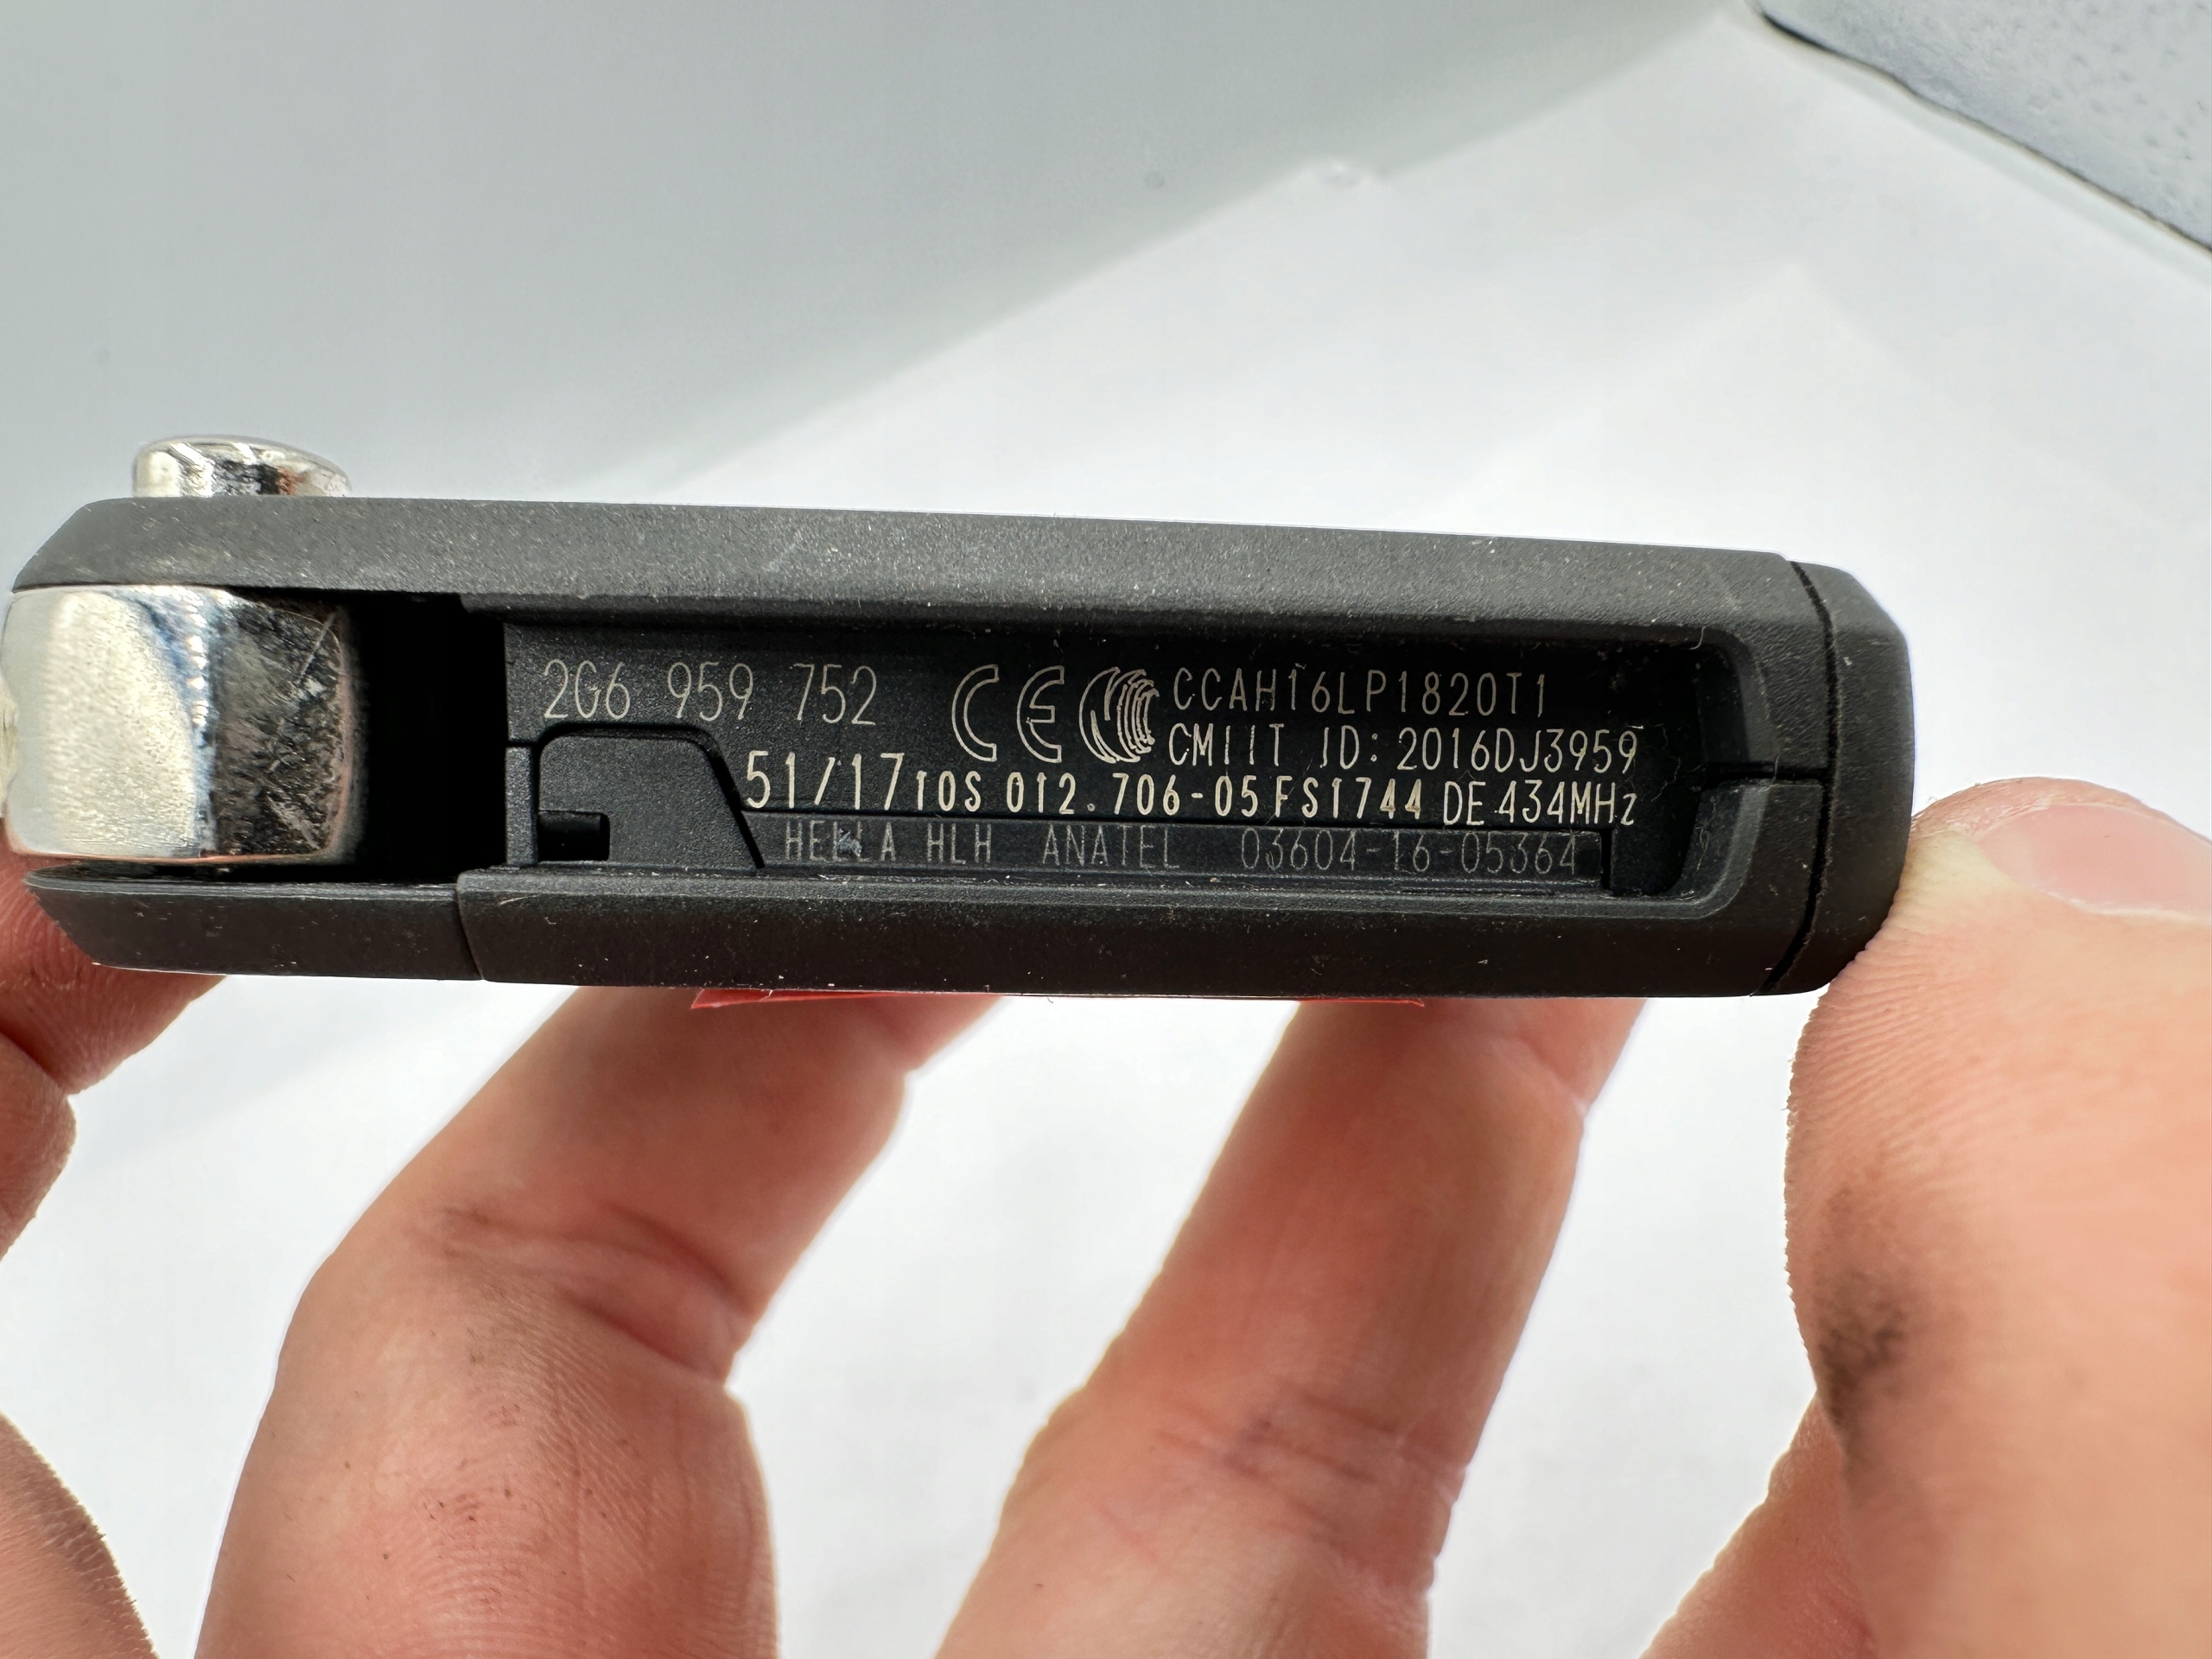 2G6 959 752 CE CCAH16LP1820T1
CMIIT ID: 2016DJ3959
51/17 10S 012.706-05 FS1744 DE 434MHz
HELLA HLH ANATEL 03604-16-05364